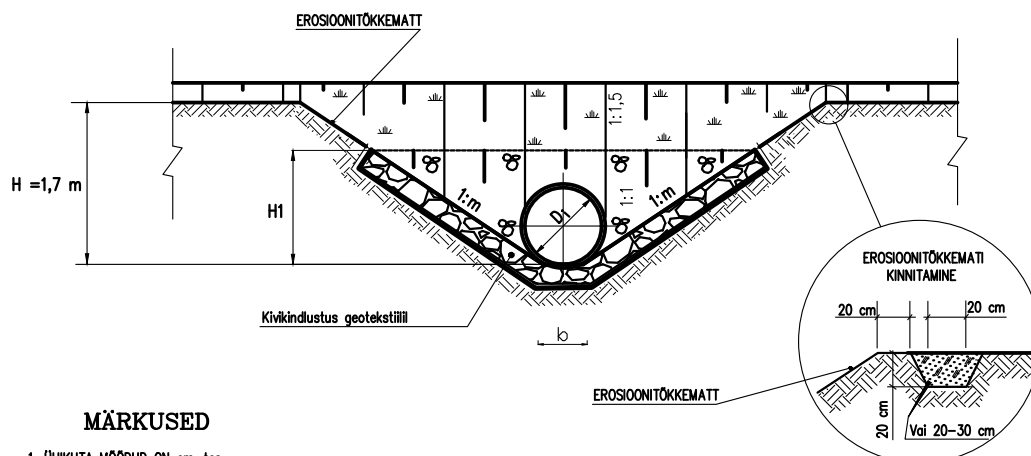 EROSIOONITÕKKEMATT
1:1,5
H =1,7 m
H1
1:m
D1
1:1
1:m
EROSIOONITÕKKEMATI
KINNITAMINE
20 cm
20 cm
Kivikindlustus geotekstiilil
b
EROSIOONITÕKKEMATT
20 cm
Vai 20-30 cm
MÄRKUSED